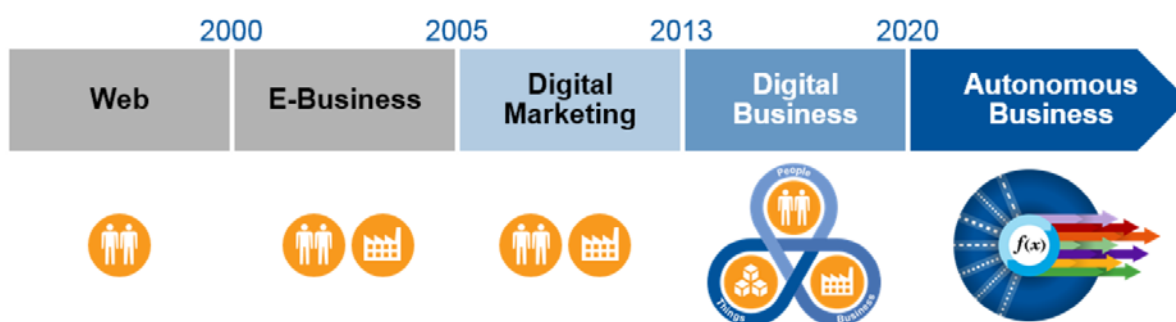 2000 2005 2013 2020
Web
E-Business
Digital
Marketing
Digital
Business
Autonomous
Business
People
Things
Business
f(x)